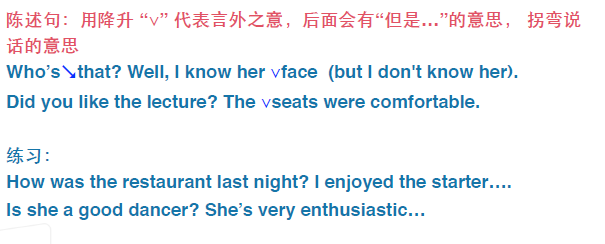 陈述句：用降升 “∨” 代表言外之意，后面会有“但是...”的意思， 拐弯说
话的意思
Who’s↘that? Well, I know her ∨face (but I don't know her).
Did you like the lecture? The ∨seats were comfortable.
练习：
How was the restaurant last night? I enjoyed the starter….
Is she a good dancer? She’s very enthusiastic…